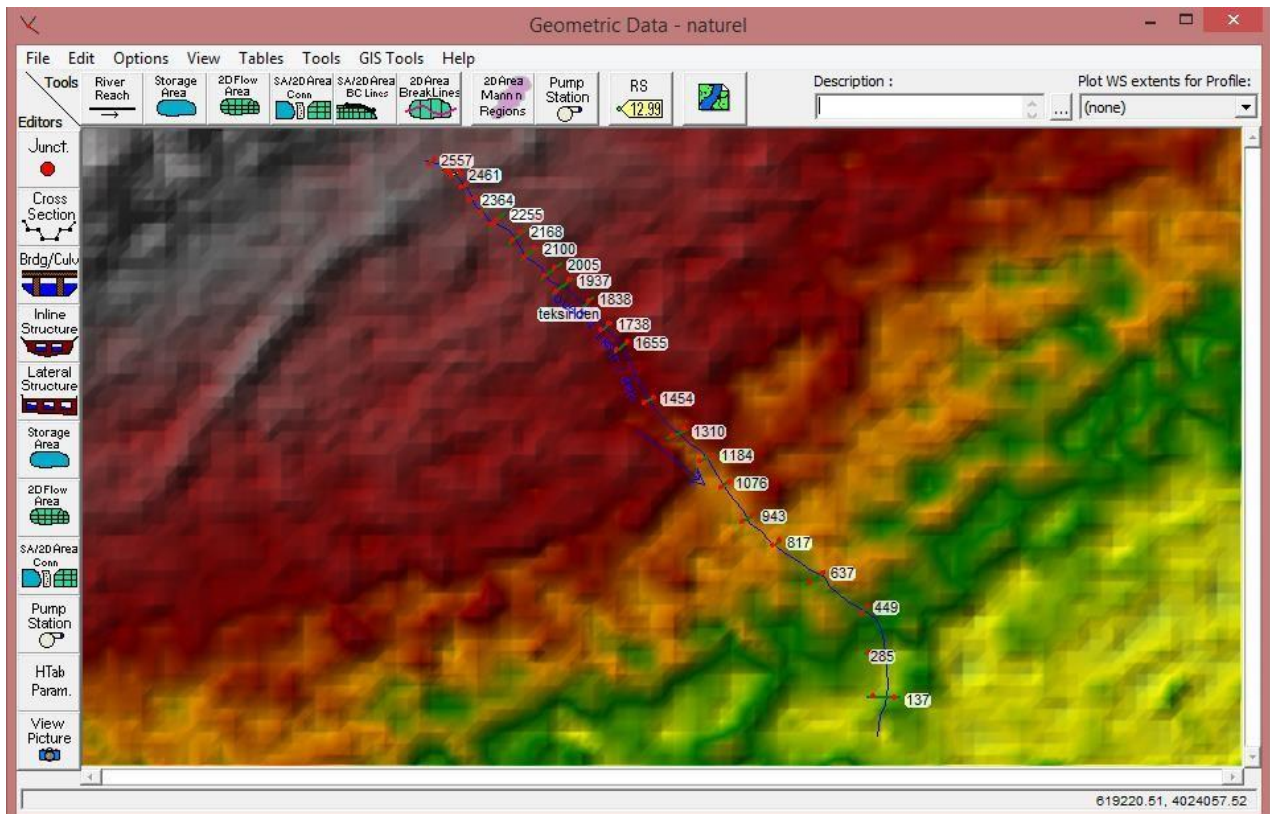 Geometric Data - naturel
File Edit Options View Tables Tools GIS Tools Help
Tools
River Reach
Storage Area
2D Flow Area
SA/2D Area Conn
SA/2D Area BC Lines
2D Area BreakLines
2D Area Mann n Regions
Pump Station
RS
12.99
Description :
...
Plot WS extents for Profile:
(none)
Editors
Junct.
Cross Section
Brdg/Culv
Inline Structure
Lateral Structure
Storage Area
2D Flow Area
SA/2D Area Conn
Pump Station
HTab Param.
View Picture
2557
2461
2364
2255
2168
2100
2005
1937
1838
teksinden
1738
1655
1454
1310
1184
1076
943
817
637
449
285
137
619220.51, 4024057.52